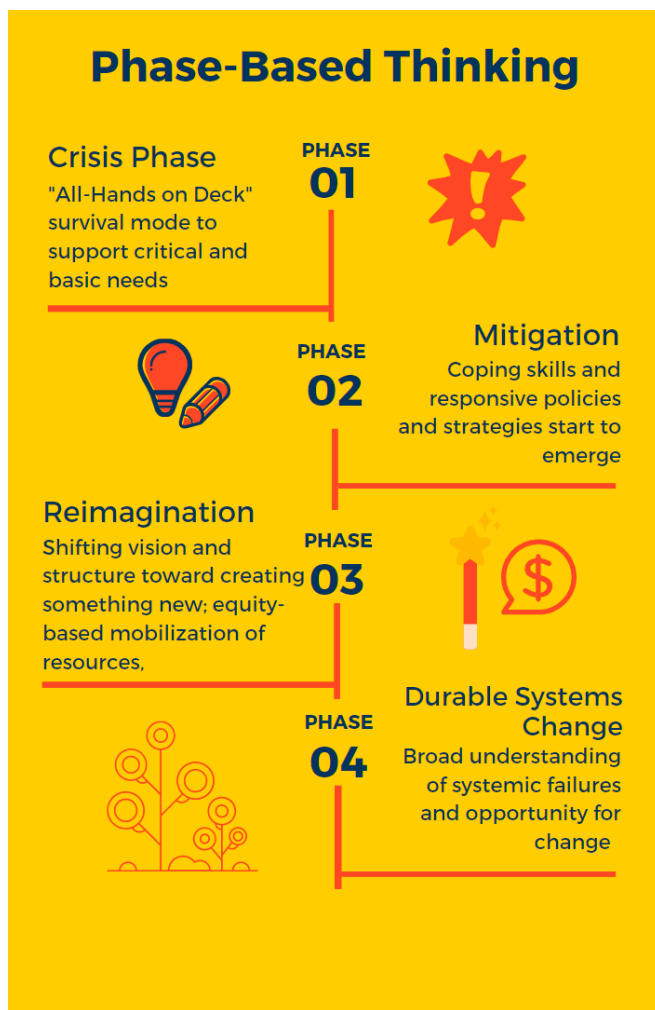 Phase-Based Thinking
Crisis Phase
"All-Hands on Deck"
survival mode to
support critical and
basic needs
PHASE
01
PHASE
02
Mitigation
Coping skills and
responsive policies
and strategies start to
emerge
Reimagination
Shifting vision and
structure toward creating
something new; equity-
based mobilization of
resources,
PHASE
03
$
PHASE
04
Durable Systems
Change
Broad understanding
of systemic failures
and opportunity for
change